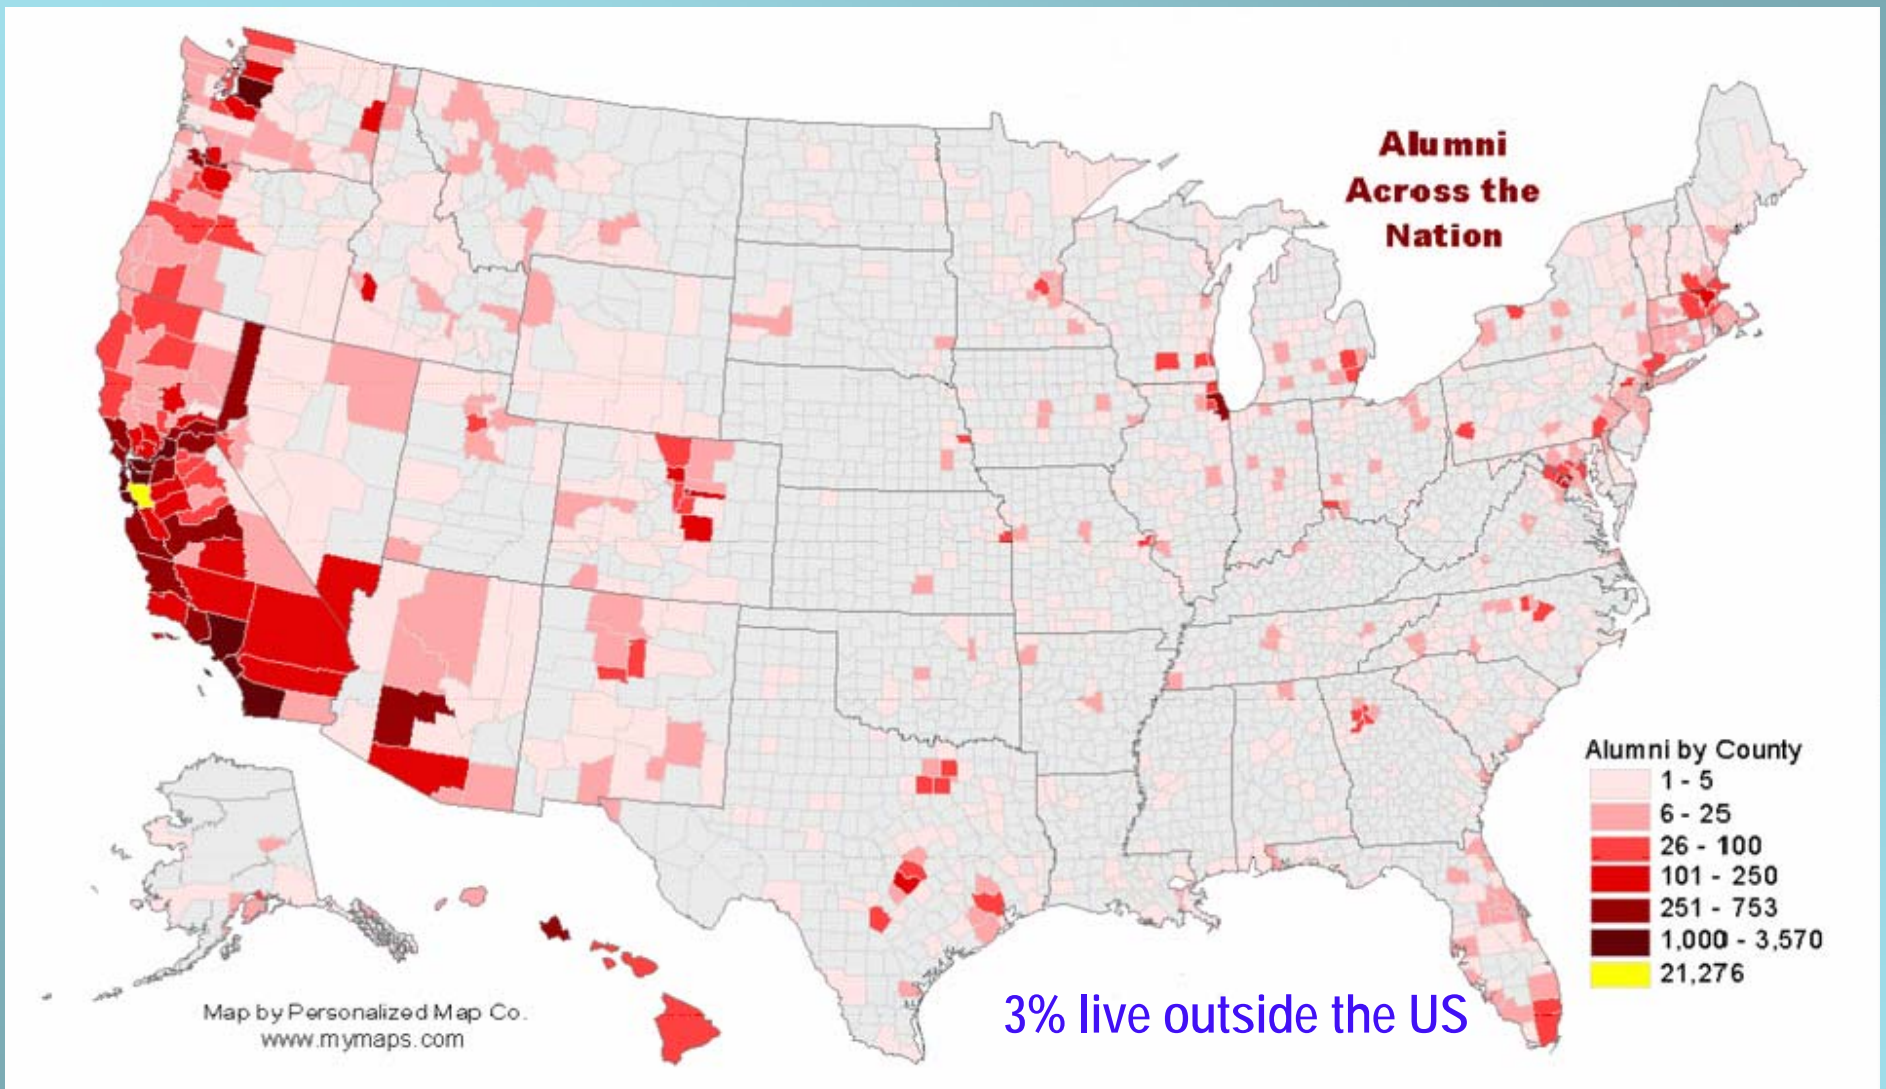 Alumni
Across the
Nation
Alumni by County
1 - 5
6 - 25
26 - 100
101 - 250
251 - 753
1,000 - 3,570
21,276
3% live outside the US
Map by Personalized Map Co.
www.mymaps.com